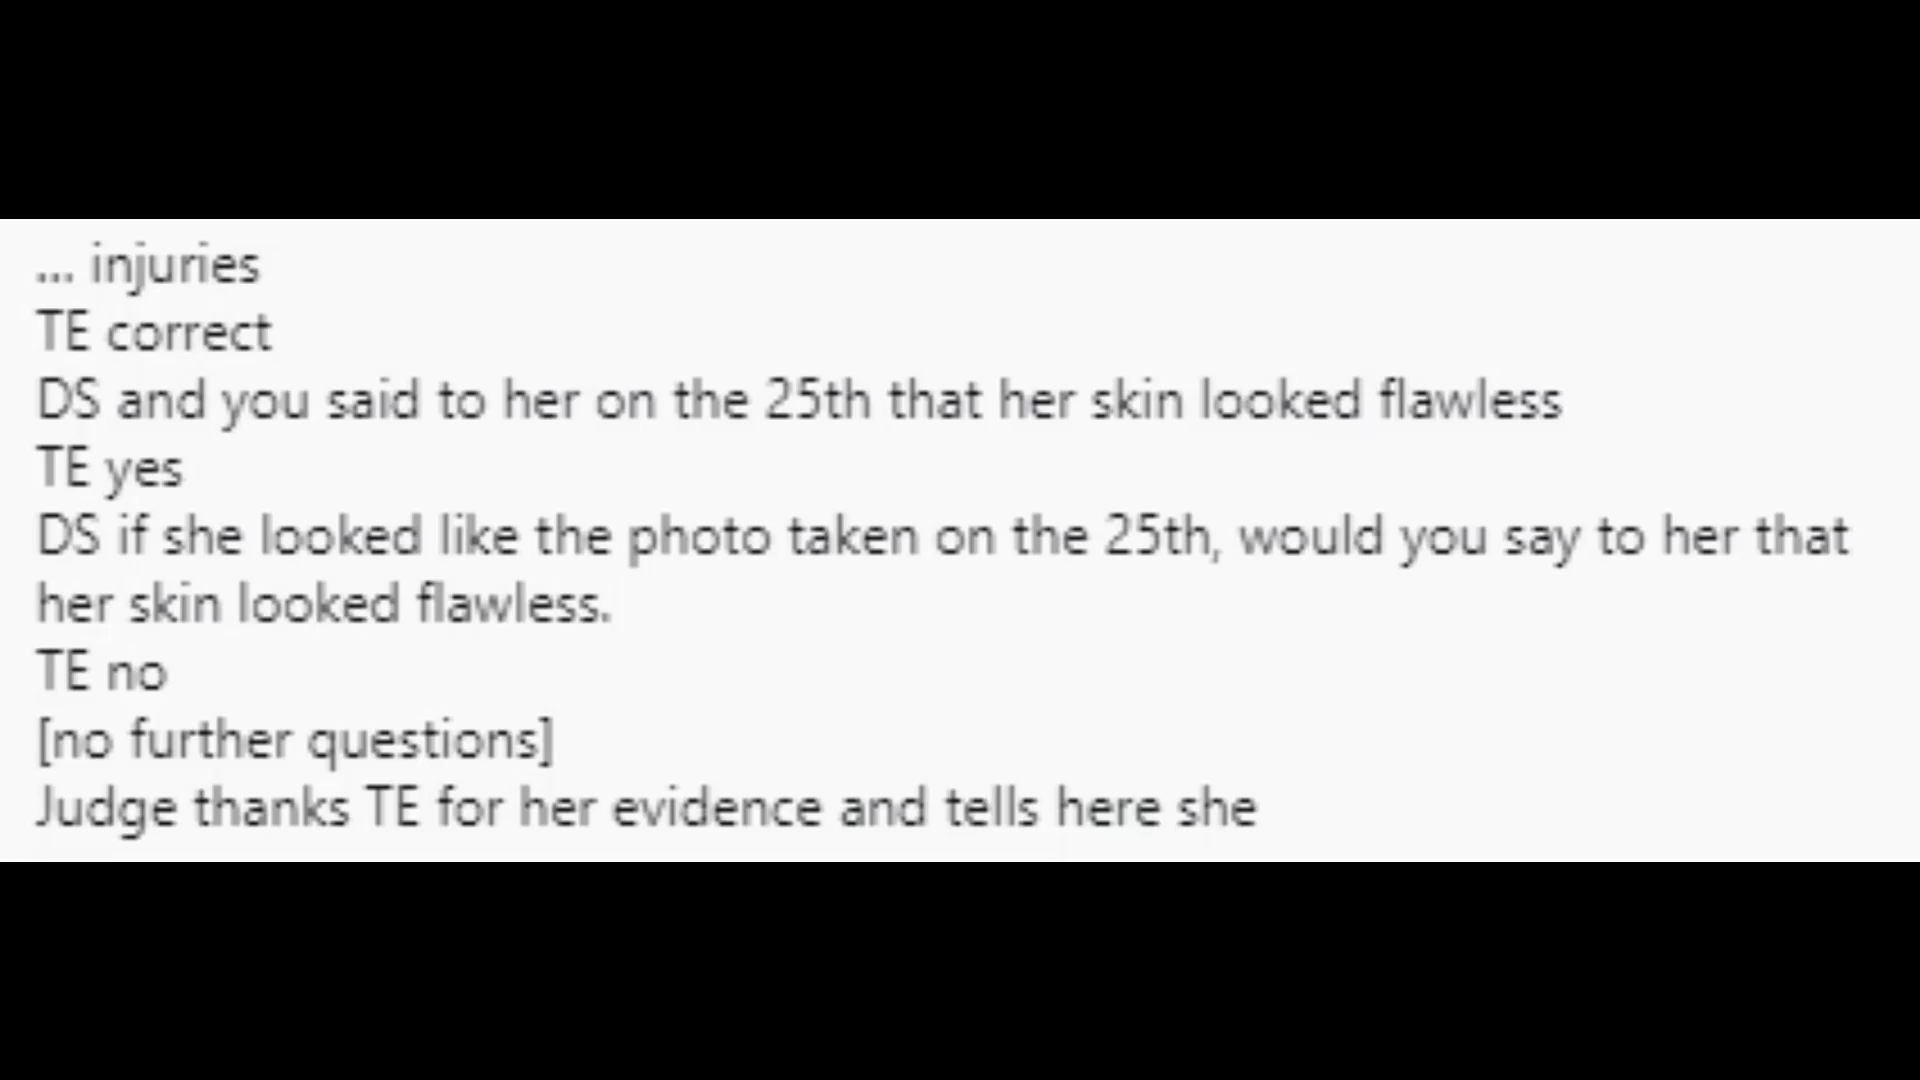 ... injuries
TE correct
DS and you said to her on the 25th that her skin looked flawless
TE yes
DS if she looked like the photo taken on the 25th, would you say to her that
her skin looked flawless.
TE no
[no further questions]
Judge thanks TE for her evidence and tells here she